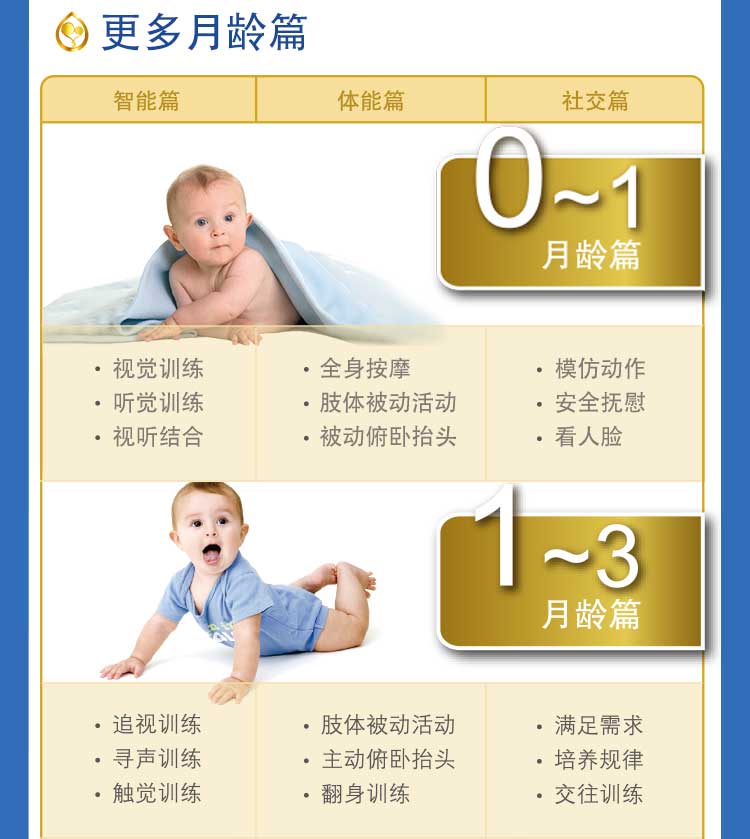 更多月龄篇
智能篇 体能篇 社交篇
0~1
月龄篇
·视觉训练 ·全身按摩 ·模仿动作
·听觉训练 ·肢体被动活动 ·安全抚慰
·视听结合 ·被动俯卧抬头 ·看人脸
1~3
月龄篇
·追视训练 ·肢体被动活动 ·满足需求
·寻声训练 ·主动俯卧抬头 ·培养规律
·触觉训练 ·翻身训练 ·交往训练